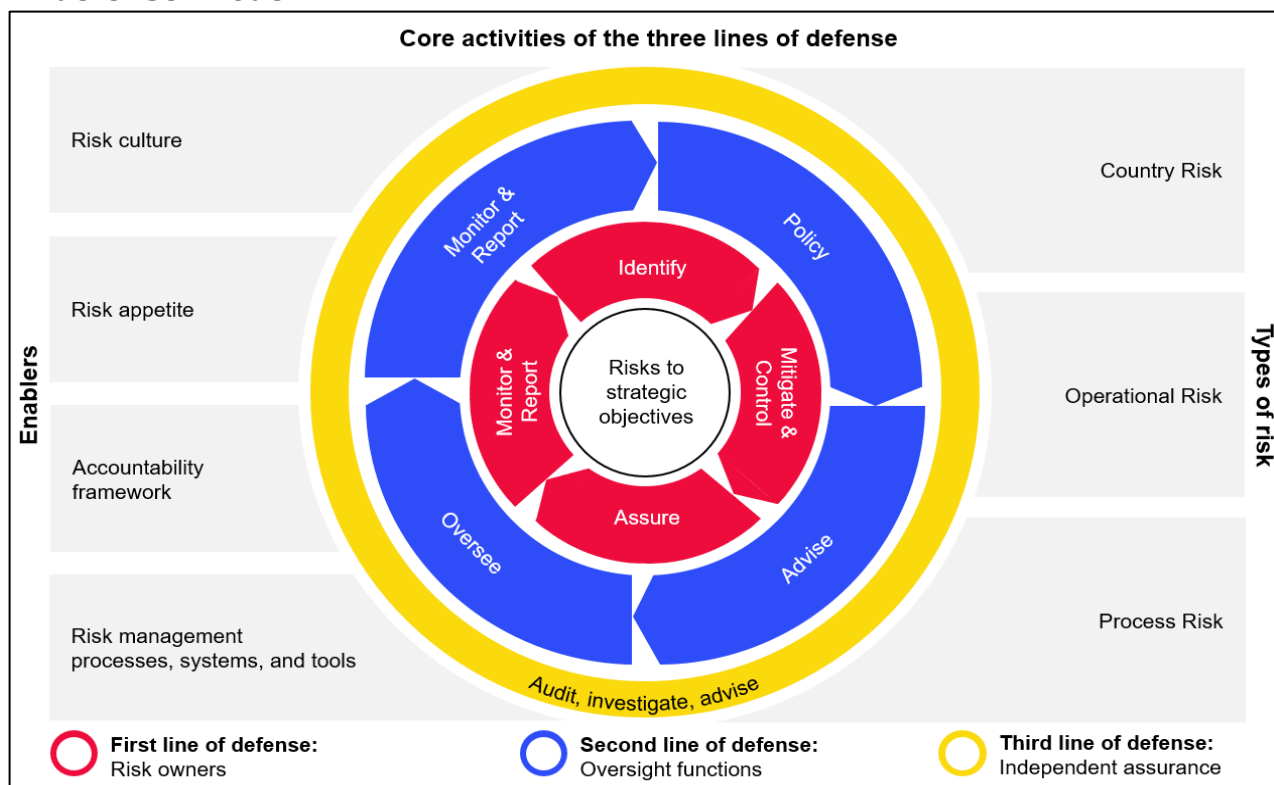 Core activities of the three lines of defense
Enablers
Risk culture
Risk appetite
Accountability
framework
Risk management
processes, systems, and tools
Monitor &
Report
Policy
Advise
Oversee
Identify
Mitigate &
Control
Assure
Monitor &
Report
Risks to
strategic
objectives
Audit, investigate, advise
Country Risk
Operational Risk
Process Risk
Types of risk
First line of defense:
Risk owners
Second line of defense:
Oversight functions
Third line of defense:
Independent assurance